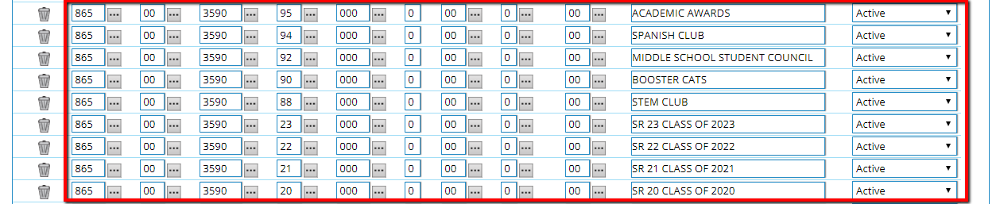 865 ... 00 ... 3590 ... 95 ... 000 ... 0 00 ... 0 ... 00 ... ACADEMIC AWARDS Active
865 ... 00 ... 3590 ... 94 ... 000 ... 0 00 ... 0 ... 00 ... SPANISH CLUB Active
865 ... 00 ... 3590 ... 92 ... 000 ... 0 00 ... 0 ... 00 ... MIDDLE SCHOOL STUDENT COUNCIL Active
865 ... 00 ... 3590 ... 90 ... 000 ... 0 00 ... 0 ... 00 ... BOOSTER CATS Active
865 ... 00 ... 3590 ... 88 ... 000 ... 0 00 ... 0 ... 00 ... STEM CLUB Active
865 ... 00 ... 3590 ... 23 ... 000 ... 0 00 ... 0 ... 00 ... SR 23 CLASS OF 2023 Active
865 ... 00 ... 3590 ... 22 ... 000 ... 0 00 ... 0 ... 00 ... SR 22 CLASS OF 2022 Active
865 ... 00 ... 3590 ... 21 ... 000 ... 0 00 ... 0 ... 00 ... SR 21 CLASS OF 2021 Active
865 ... 00 ... 3590 ... 20 ... 000 ... 0 00 ... 0 ... 00 ... SR 20 CLASS OF 2020 Active